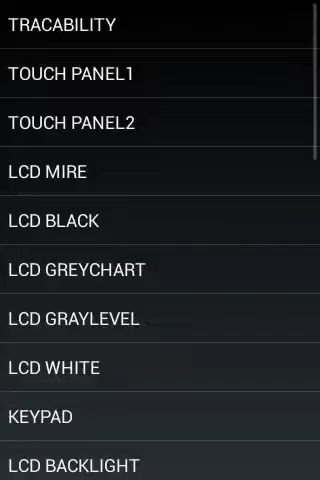 TRACABILITY
TOUCH PANEL1
TOUCH PANEL2
LCD MIRE
LCD BLACK
LCD GREYCHART
LCD GRAYLEVEL
LCD WHITE
KEYPAD
LCD BACKLIGHT